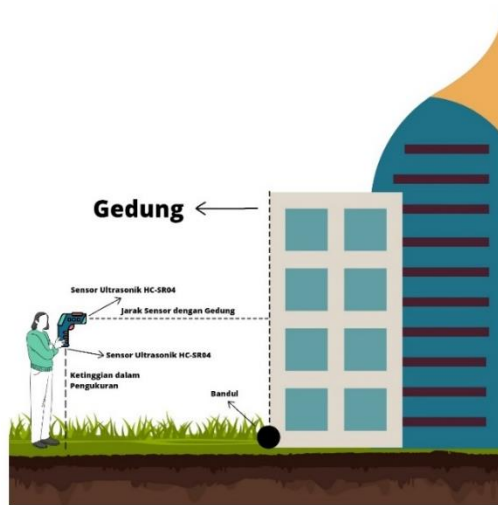 Gedung
Sensor Ultrasonik HC-SR04
Jarak Sensor dengan Gedung
Sensor Ultrasonik HC-SR04
Ketinggian dalam
Pengukuran
Bandul